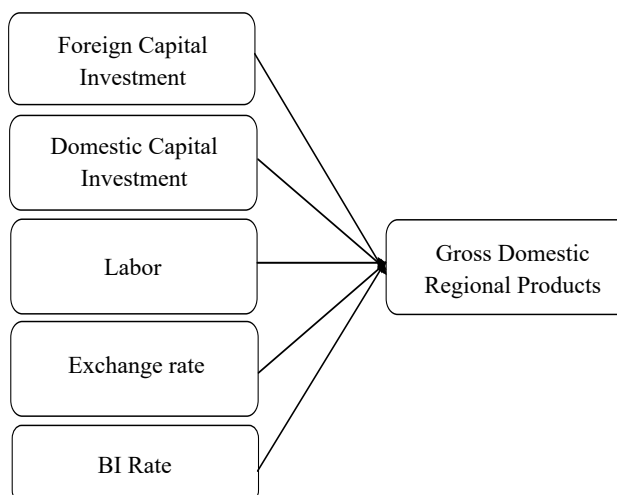 Foreign Capital
Investment
Domestic Capital
Investment
Labor
Gross Domestic
Regional Products
Exchange rate
BI Rate